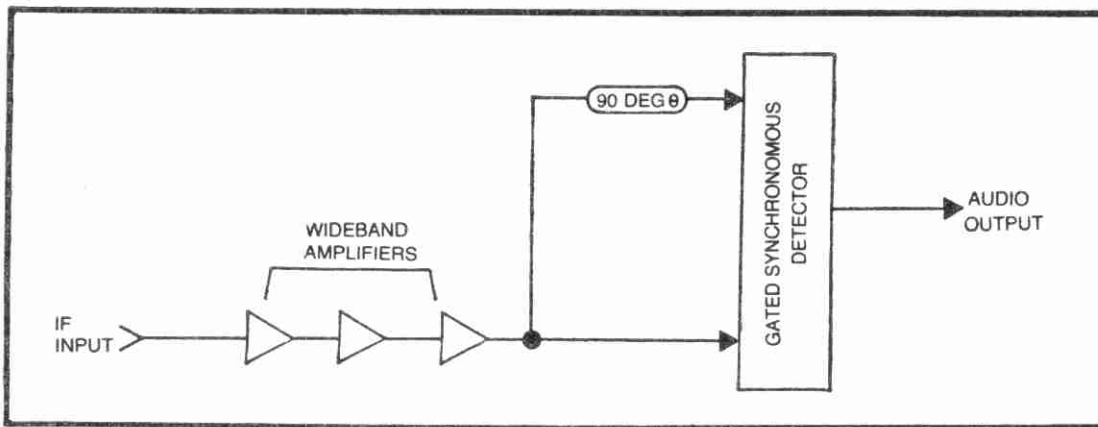 90 DEG θ
GATED SYNCHRONOMOUS
DETECTOR
AUDIO
OUTPUT
WIDEBAND
AMPLIFIERS
IF
INPUT